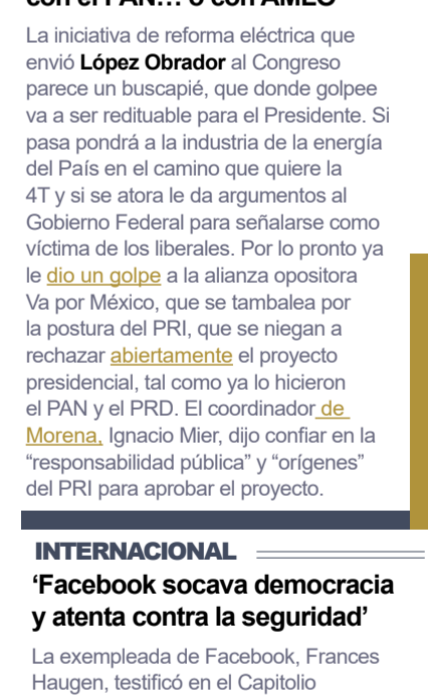 con el PAN... o con AMLO
La iniciativa de reforma eléctrica que
envió López Obrador al Congreso
parece un buscapié, que donde golpee
va a ser redituable para el Presidente. Si
pasa pondrá a la industria de la energía
del País en el camino que quiere la
4T y si se atora le da argumentos al
Gobierno Federal para señalarse como
víctima de los liberales. Por lo pronto ya
le dio un golpe a la alianza opositora
Va por México, que se tambalea por
la postura del PRI, que se niegan a
rechazar abiertamente el proyecto
presidencial, tal como ya lo hicieron
el PAN y el PRD. El coordinador de
Morena, Ignacio Mier, dijo confiar en la
“responsabilidad pública” y “orígenes”
del PRI para aprobar el proyecto.
INTERNACIONAL
‘Facebook socava democracia
y atenta contra la seguridad’
La exempleada de Facebook, Frances
Haugen, testificó en el Capitolio